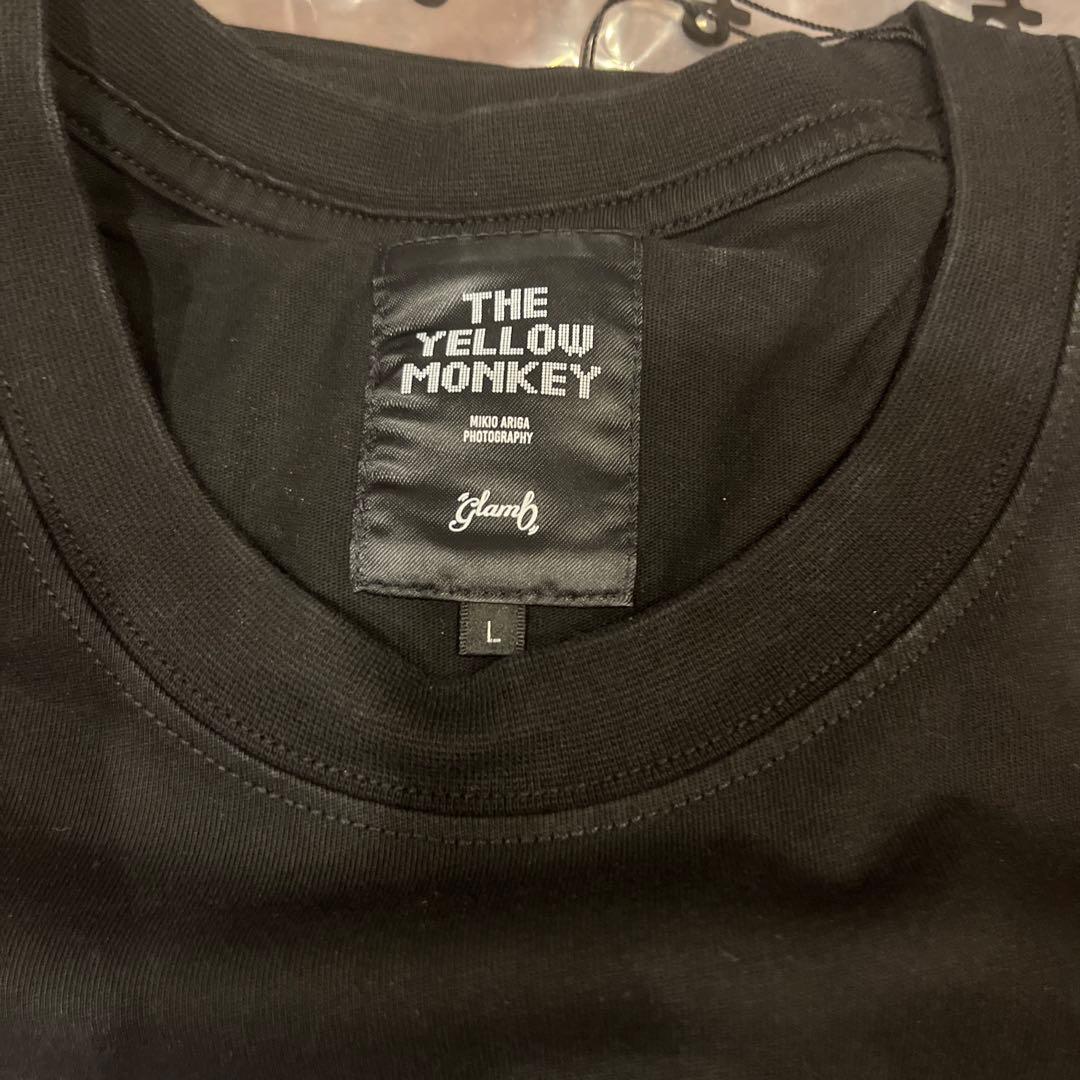 THE
YELLOW
MONKEY
MIKIO ARIGA
PHOTOGRAPHY
"Glamb"
L